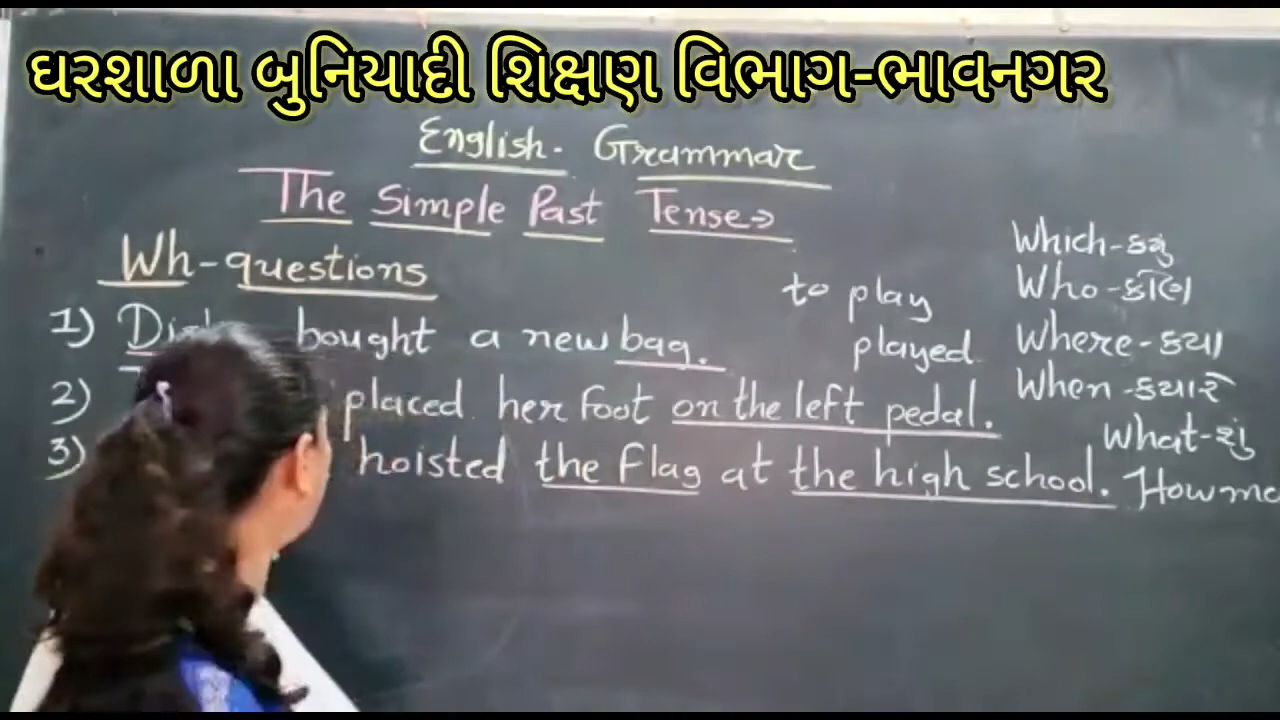 ઘરશાળા બુનિયાદી શિક્ષણ વિભાગ-ભાવનગર
English. Grammar
The Simple Past Tense →
Wh-questions
1) bought a new bag.
2) placed her foot on the left pedal.
3) hoisted the flag at the high school.
to play
played
Which-કયું
Who-કોણ
Where-કયા
When-કયારે
What-શું
How